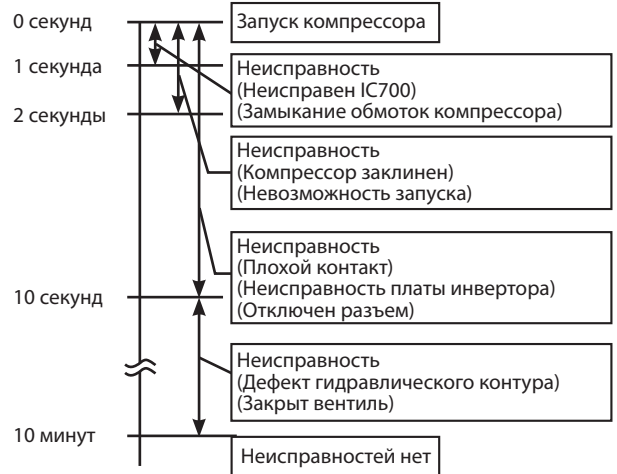 0 секунд
Запуск компрессора
1 секунда
Неисправность
(Неисправен IC700)
(Замыкание обмоток компрессора)
2 секунды
Неисправность
(Компрессор заклинен)
(Невозможность запуска)
Неисправность
(Плохой контакт)
(Неисправность платы инвертора)
(Отключен разъем)
10 секунд
Неисправность
(Дефект гидравлического контура)
(Закрыт вентиль)
10 минут
Неисправностей нет